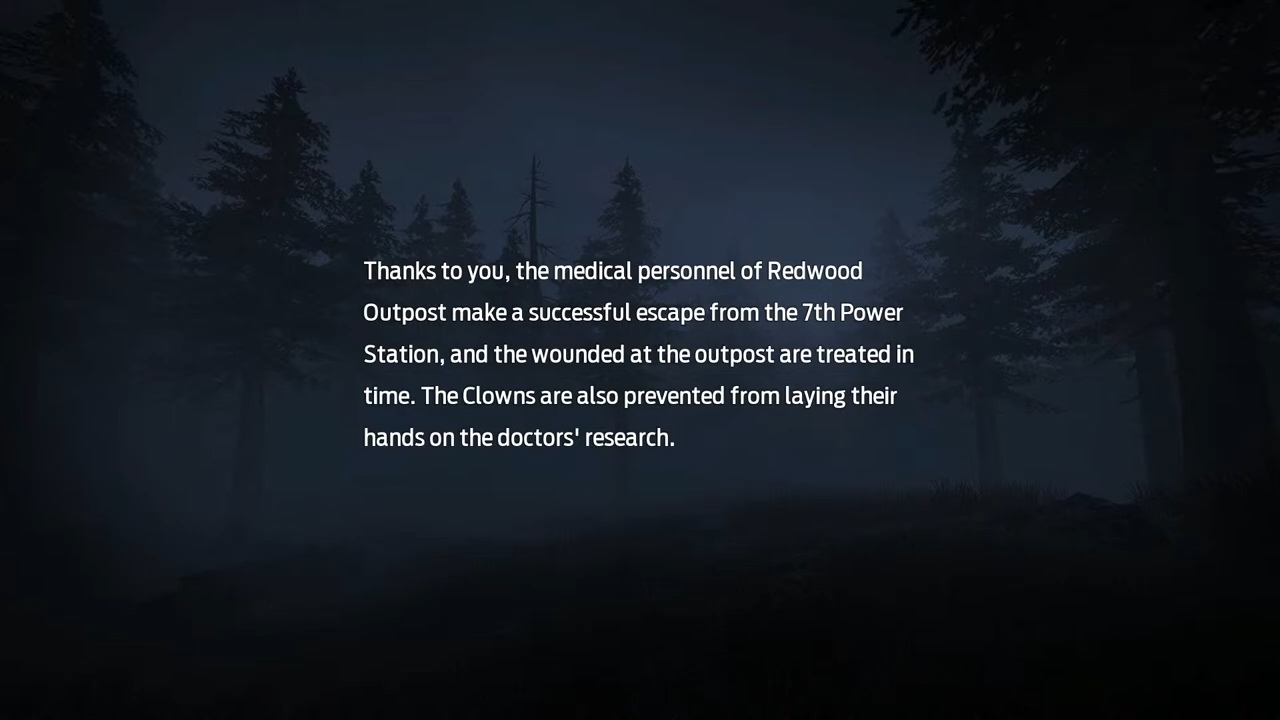 Thanks to you, the medical personnel of Redwood
Outpost make a successful escape from the 7th Power
Station, and the wounded at the outpost are treated in
time. The Clowns are also prevented from laying their
hands on the doctors' research.